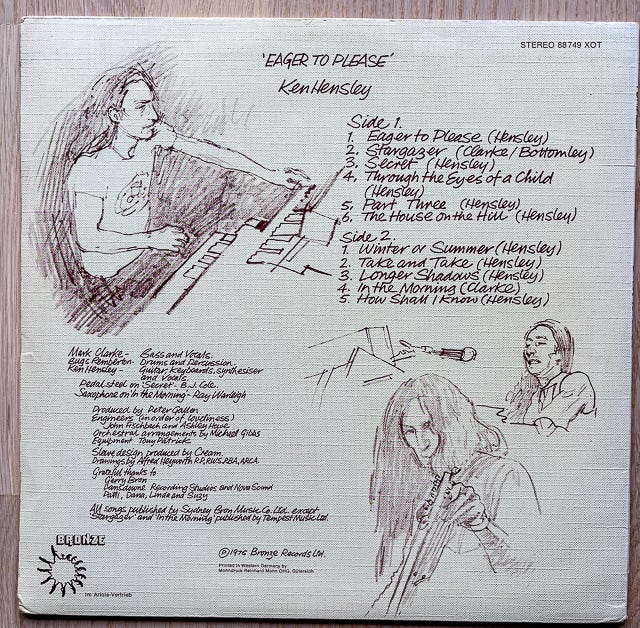 STEREO 88749 XOT
'EAGER TO PLEASE'
Ken Hensley
Side 1.
1. Eager to Please (Hensley)
2. Stargazer (Clarke/Bottomley)
3. Secret (Hensley)
4. Through the Eyes of a Child
(Hensley)
5. Part Three (Hensley)
6. The House on the Hill (Hensley)
Side 2.
1. Winter or Summer (Hensley)
2. Take and Take (Hensley)
3. Longer Shadows (Hensley)
4. In the Morning (Clarke)
5. How Shall I Know (Hensley)
Mark Clarke - Bass and Vocals
Bugs Pemberton - Drums and Percussion
Ken Hensley - Guitar, keyboards, synthesiser
and Vocals
Pedal steel on 'Secret' - B.J. Cole.
Saxophone on 'In the Morning' - Ray Warleigh
Produced by Peter Gallen
Engineers (in order of loudness)
John Fischbach and Ashley Howe
Orchestral arrangements by Michael Gibbs
Equipment Tony Patrick
Sleeve design produced by Cream.
Drawings by Alfred Heyworth R.P., R.W.S, R.B.A, A.R.C.A.
Grateful thanks to
Gerry Bron
Lansdowne Recording Studios and Nova Sound
Patti, Dana, Linda and Suzy
All songs published by Sydney Bron Music Co. Ltd. except
'Stargazer' and 'In the Morning' published by Tempest Music Ltd.
BRONZE
Im Ariola-Vertrieb
Ⓟ 1975 Bronze Records Ltd.
Printed in Western Germany by
Mohndruck Reinhard Mohn OHG, Gütersloh